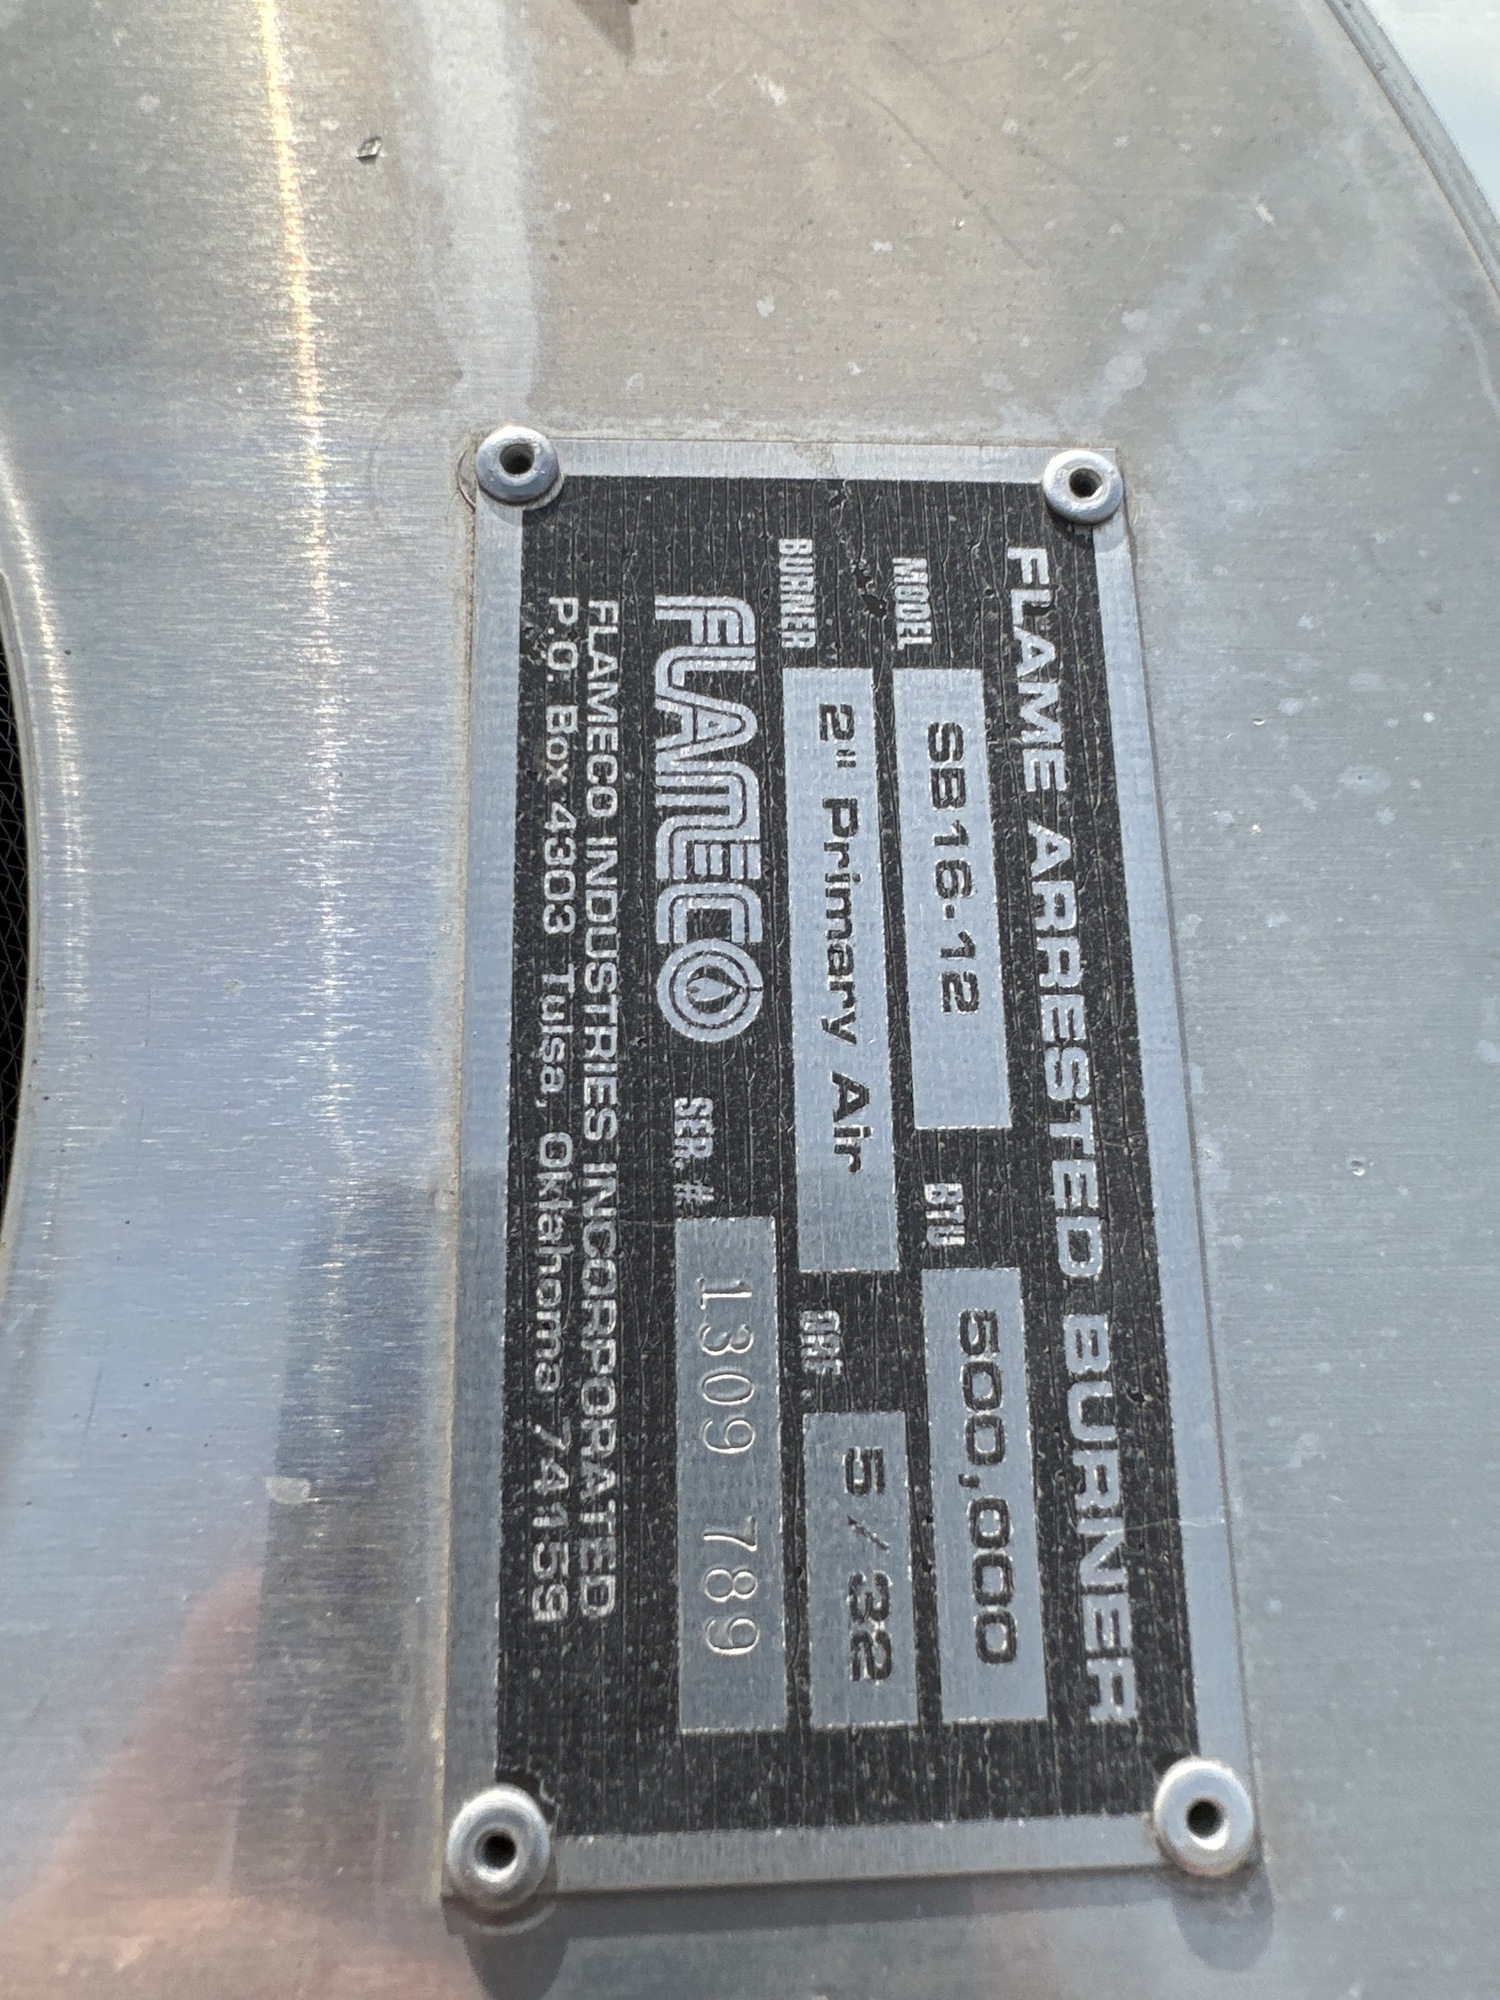 FLAME ARRESTED BURNER
MODEL SB16-12 BTU 500,000
BURNER 2" Primary Air ORF. 5/32
FLAMECO SER. # 1309 789
FLAMECO INDUSTRIES INCORPORATED
P.O. Box 4303 Tulsa, Oklahoma 74159